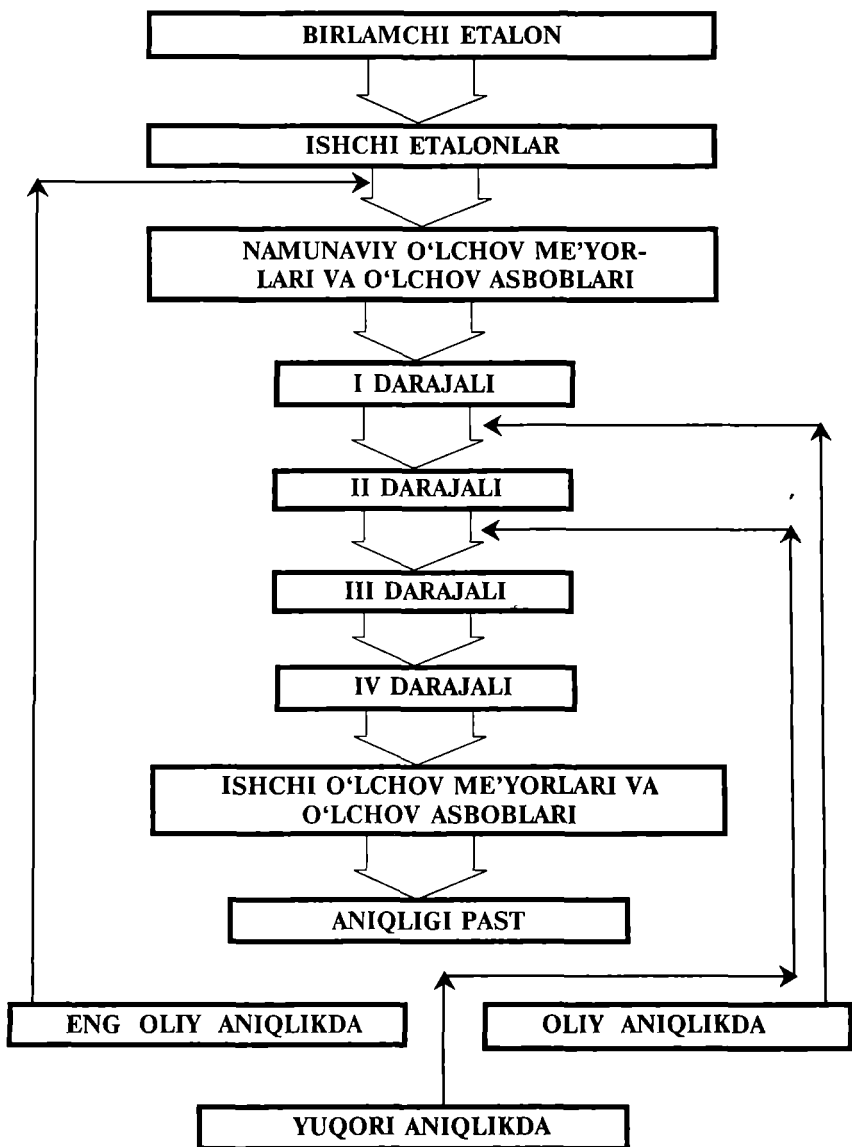 BIRLAMCHI ETALON
ISHCHI ETALONLAR
NAMUNAVIY O‘LCHOV ME’YOR-
LARI VA O‘LCHOV ASBOBLARI
I DARAJALI
II DARAJALI
III DARAJALI
IV DARAJALI
ISHCHI O‘LCHOV ME’YORLARI VA
O‘LCHOV ASBOBLARI
ANIQLIGI PAST
ENG OLIY ANIQLIKDA
OLIY ANIQLIKDA
YUQORI ANIQLIKDA